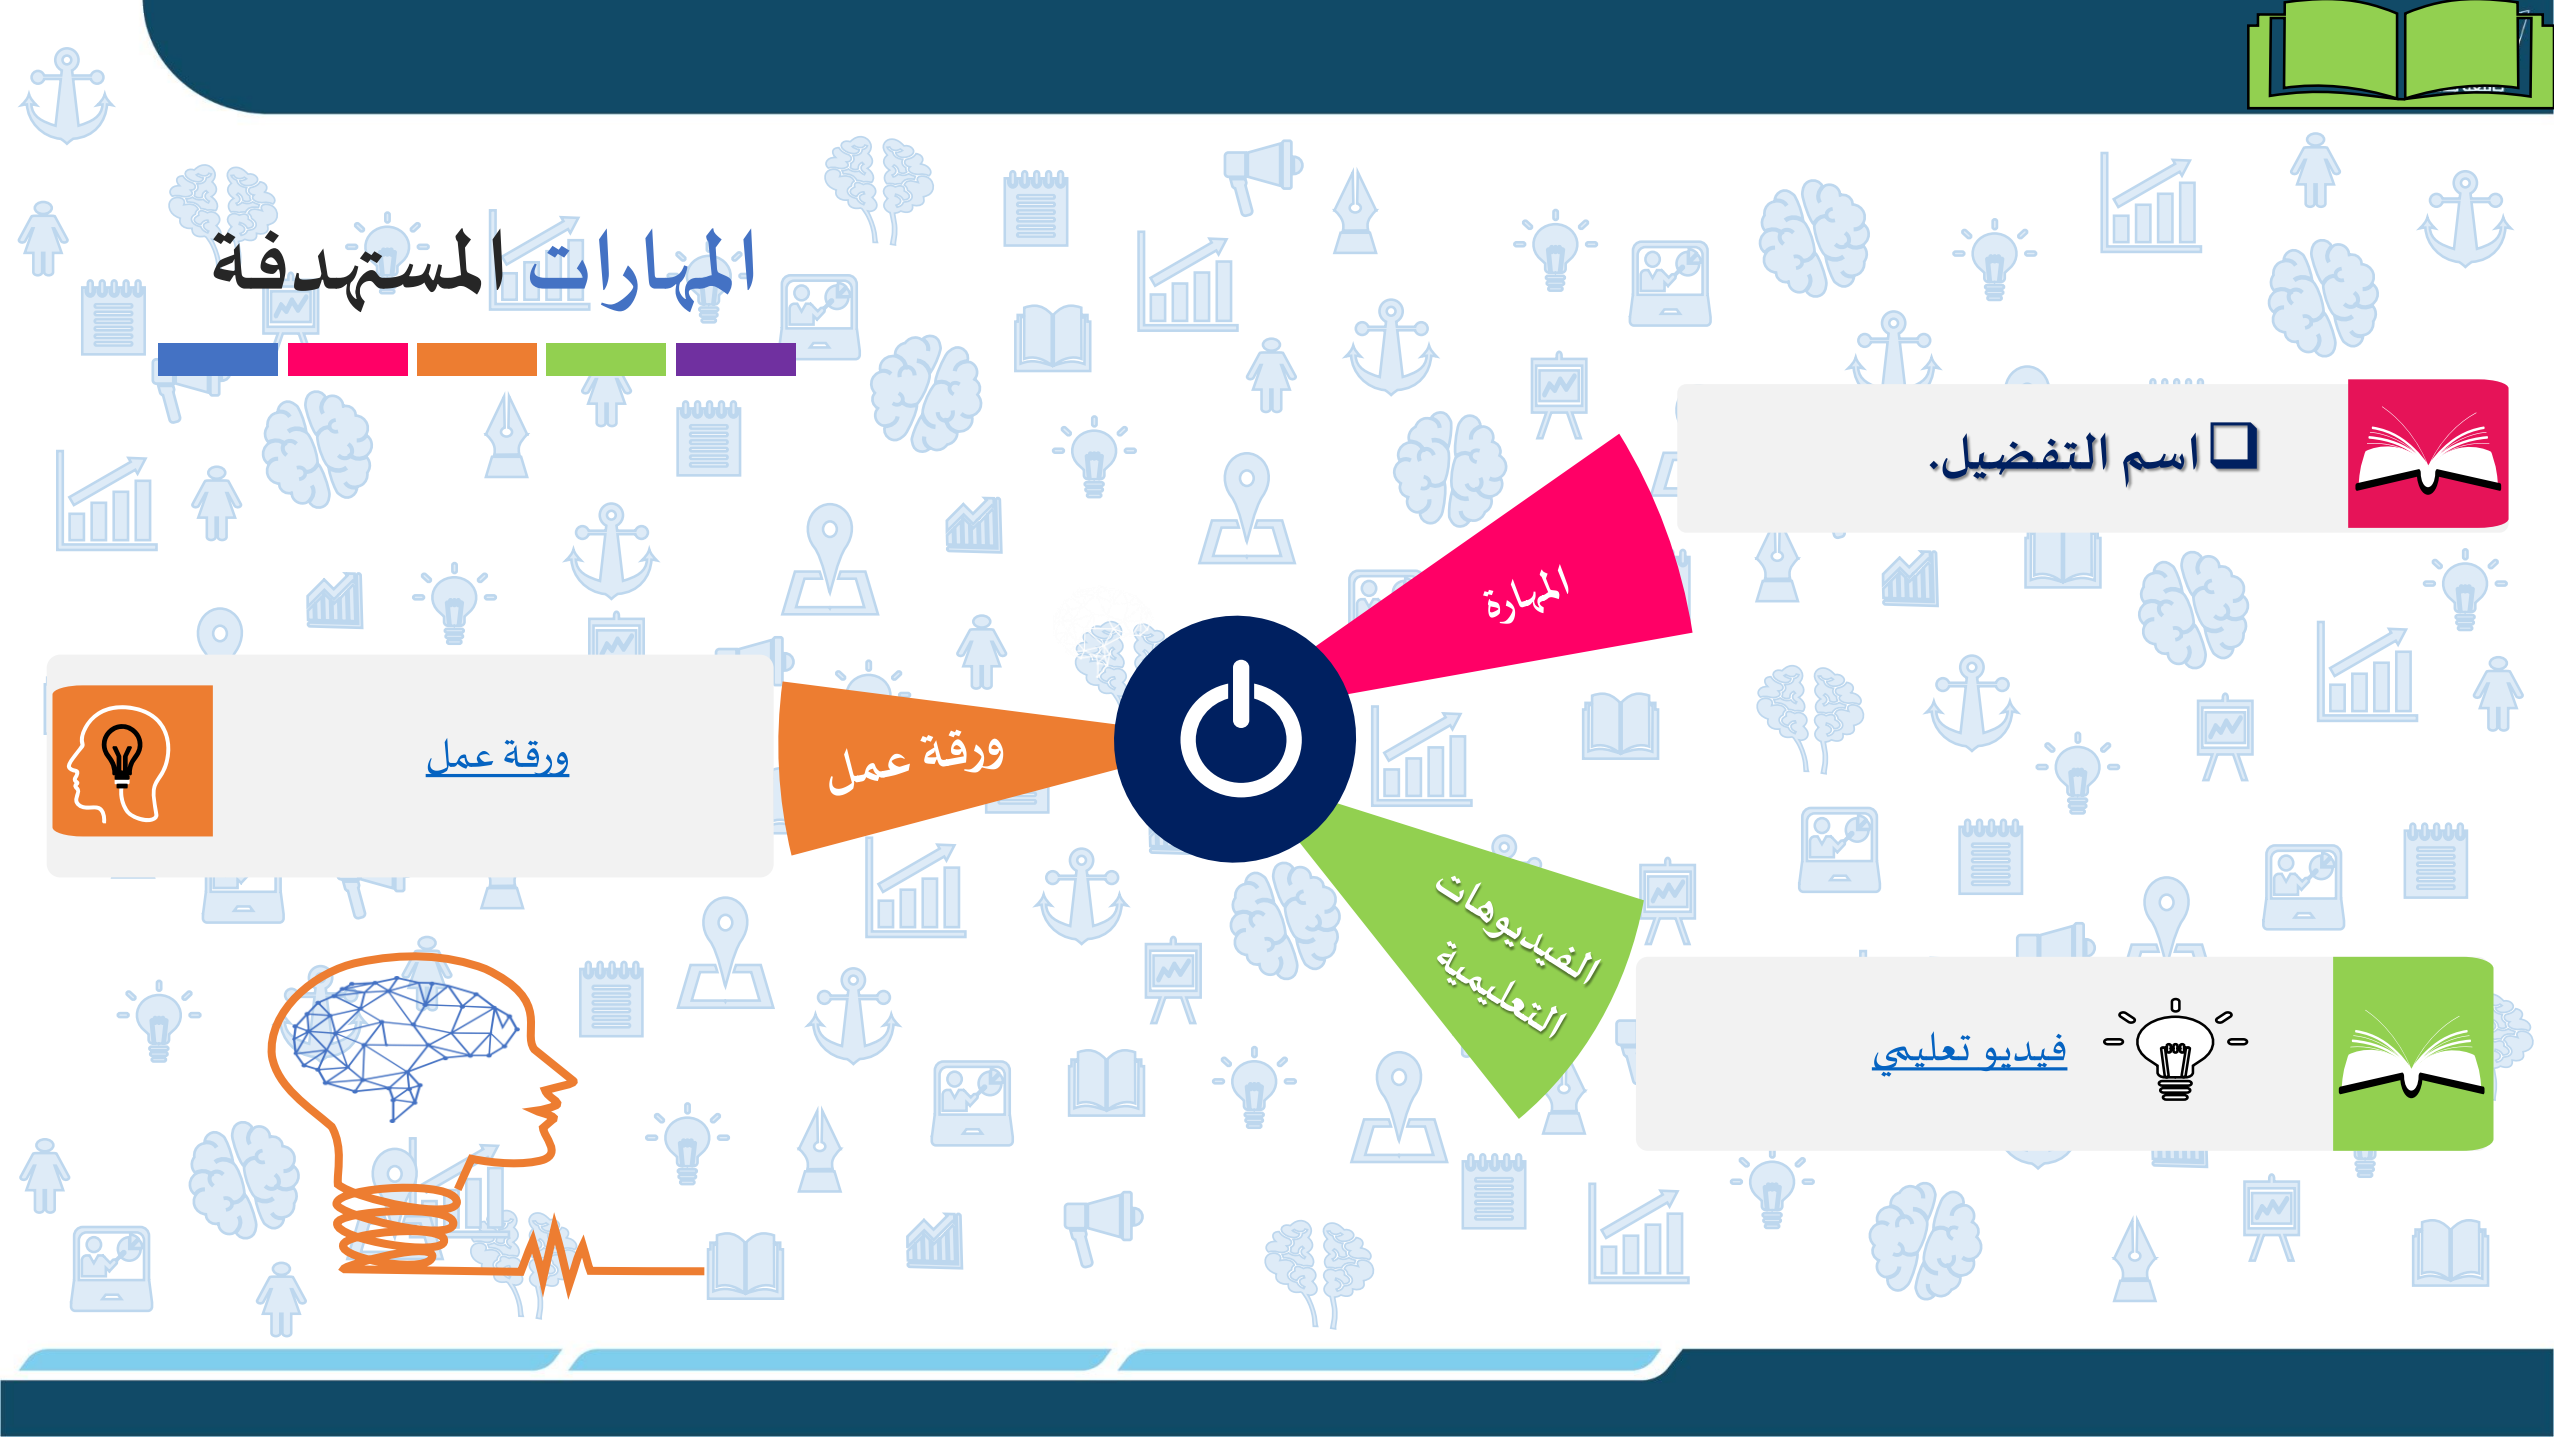 المهارات المستهدفة
❑ اسم التفضيل.
المهارة
ورقة عمل
ورقة عمل
الفيديوهات
التعليمية
فيديو تعليمي